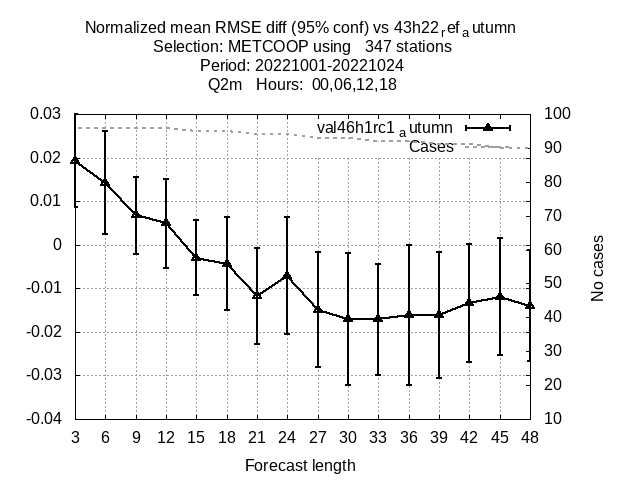 Normalized mean RMSE diff (95% conf) vs 43h22refautumn
Selection: METCOOP using 347 stations
Period: 20221001-20221024
Q2m Hours: 00,06,12,18
val46h1rc1autumn
Cases
0.03
0.02
0.01
0
-0.01
-0.02
-0.03
-0.04
100
90
80
70
60
50
40
30
20
10
No cases
3 6 9 12 15 18 21 24 27 30 33 36 39 42 45 48
Forecast length